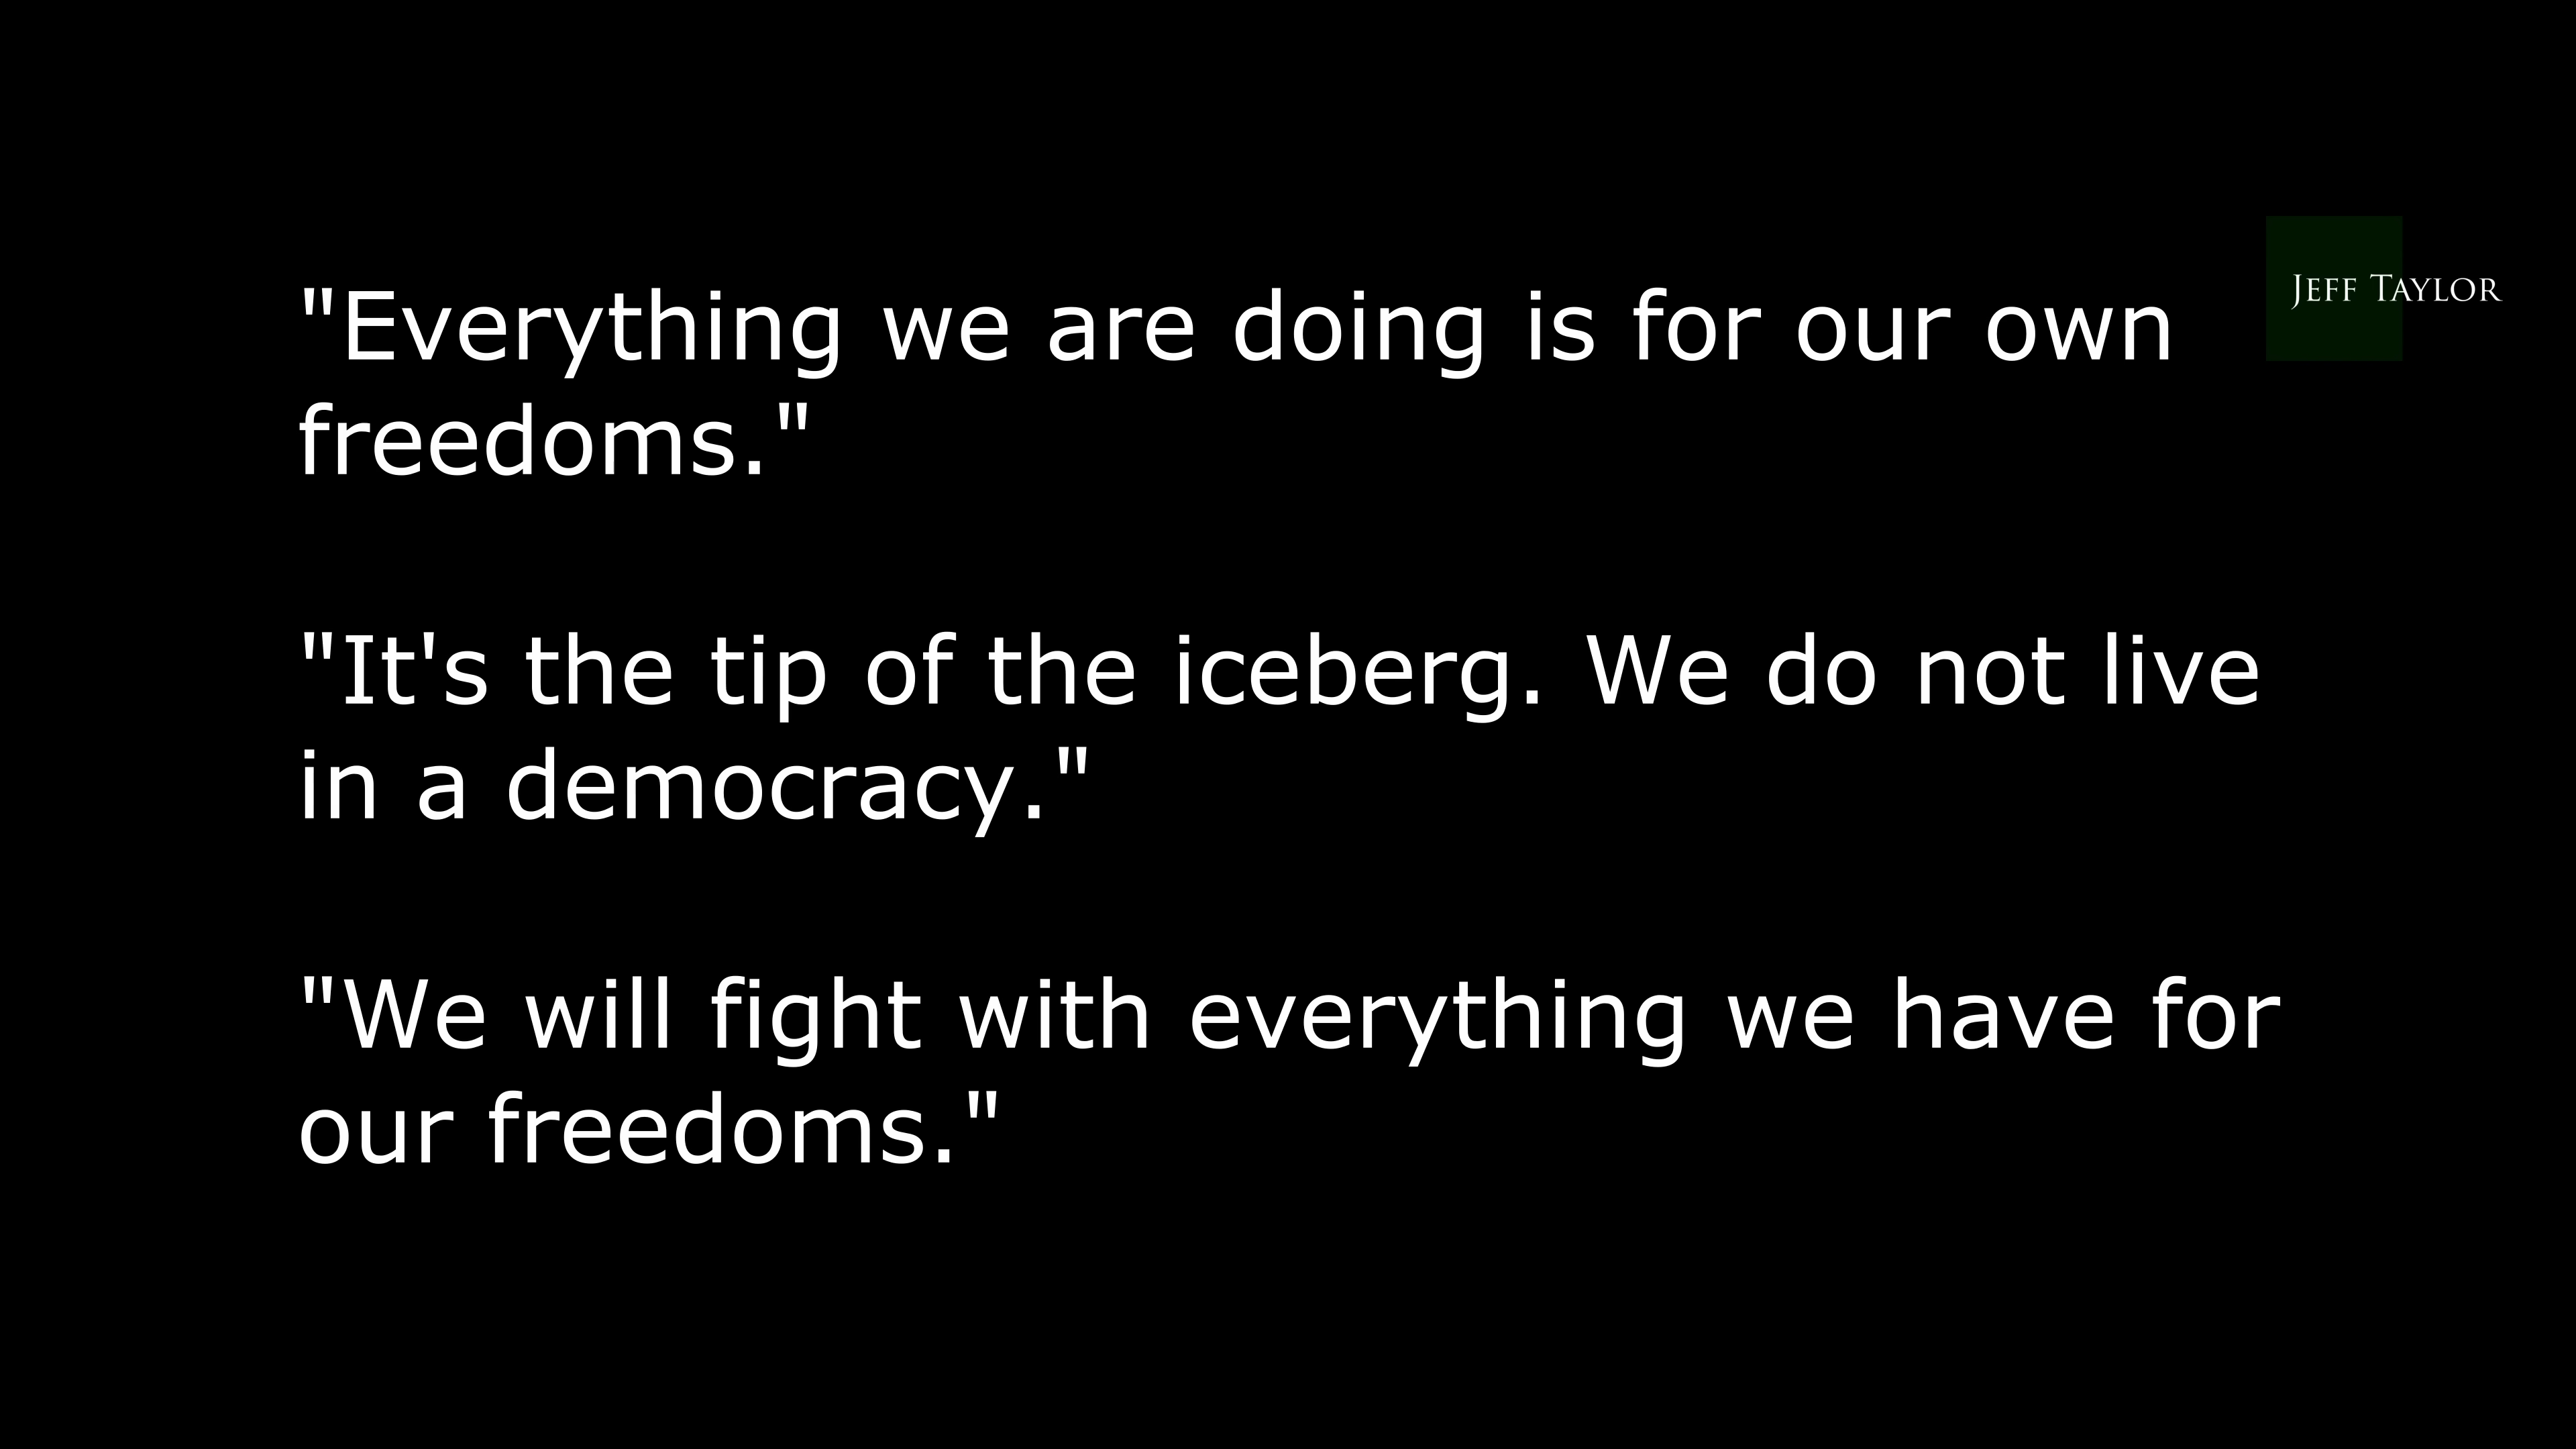 Jeff Taylor
"Everything we are doing is for our own
freedoms."
"It's the tip of the iceberg. We do not live
in a democracy."
"We will fight with everything we have for
our freedoms."